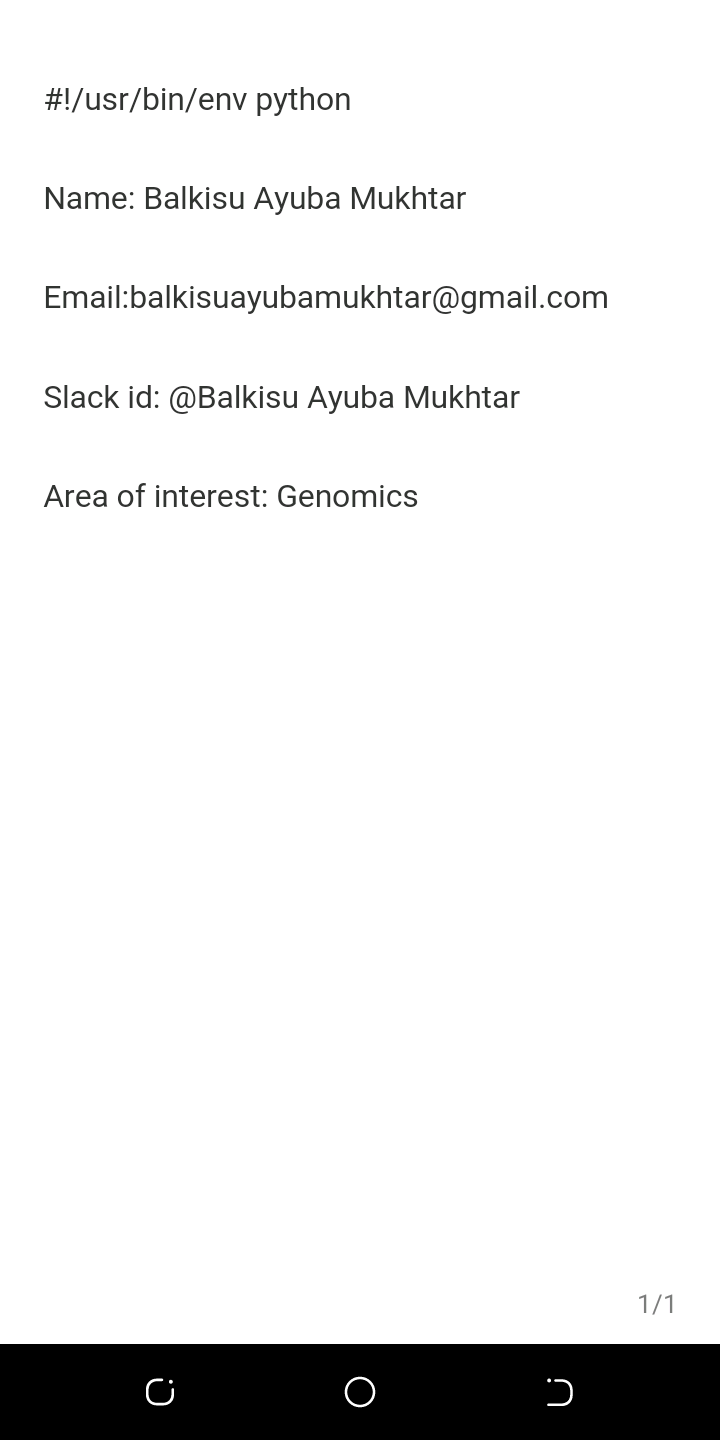 #!/usr/bin/env python
Name: Balkisu Ayuba Mukhtar
Email:balkisuayubamukhtar@gmail.com
Slack id: @Balkisu Ayuba Mukhtar
Area of interest: Genomics
1/1